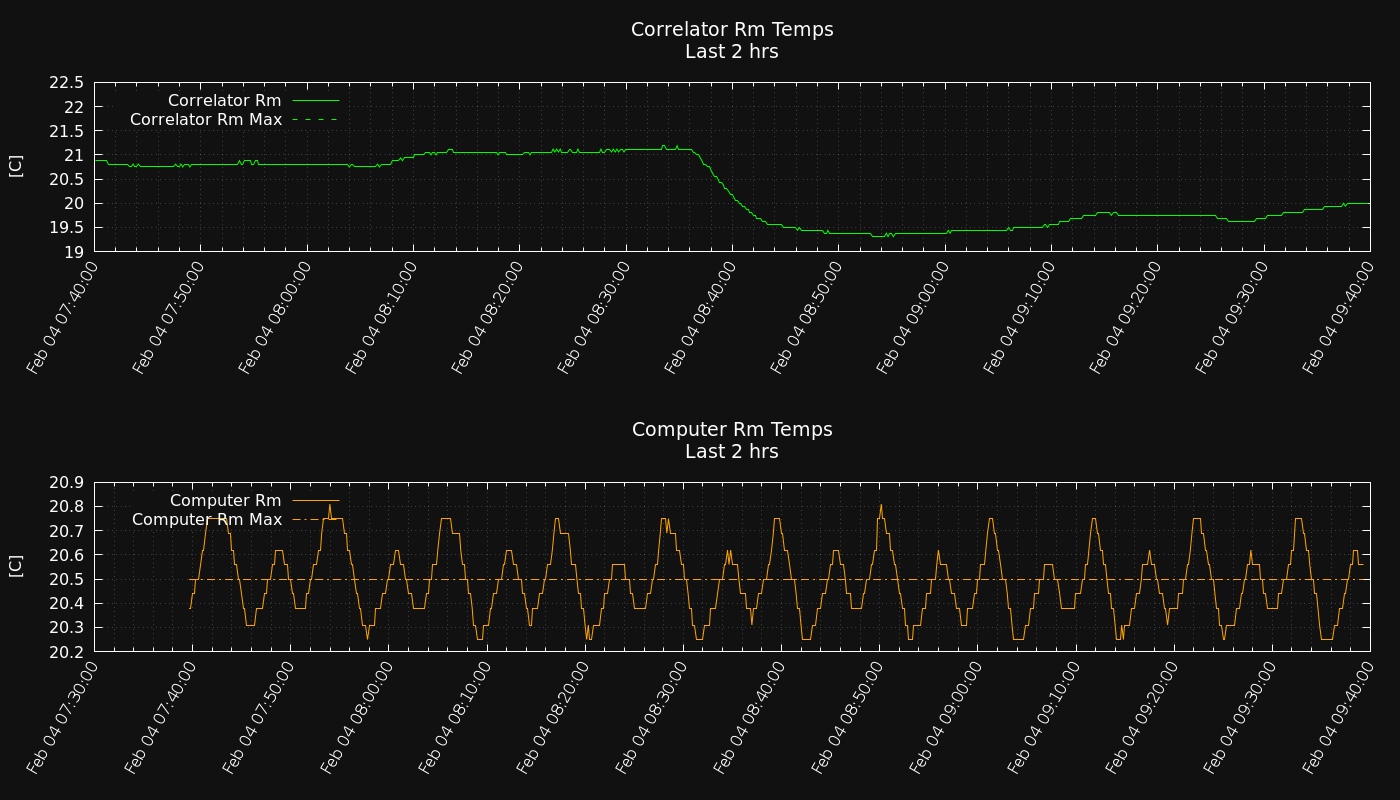 Correlator Rm Temps
Last 2 hrs
22.5
22
21.5
21
20.5
20
19.5
19
[C]
Correlator Rm
Correlator Rm Max
Feb 04 07:40:00
Feb 04 07:50:00
Feb 04 08:00:00
Feb 04 08:10:00
Feb 04 08:20:00
Feb 04 08:30:00
Feb 04 08:40:00
Feb 04 08:50:00
Feb 04 09:00:00
Feb 04 09:10:00
Feb 04 09:20:00
Feb 04 09:30:00
Feb 04 09:40:00
Computer Rm Temps
Last 2 hrs
20.9
20.8
20.7
20.6
20.5
20.4
20.3
20.2
[C]
Computer Rm
Computer Rm Max
Feb 04 07:30:00
Feb 04 07:40:00
Feb 04 07:50:00
Feb 04 08:00:00
Feb 04 08:10:00
Feb 04 08:20:00
Feb 04 08:30:00
Feb 04 08:40:00
Feb 04 08:50:00
Feb 04 09:00:00
Feb 04 09:10:00
Feb 04 09:20:00
Feb 04 09:30:00
Feb 04 09:40:00